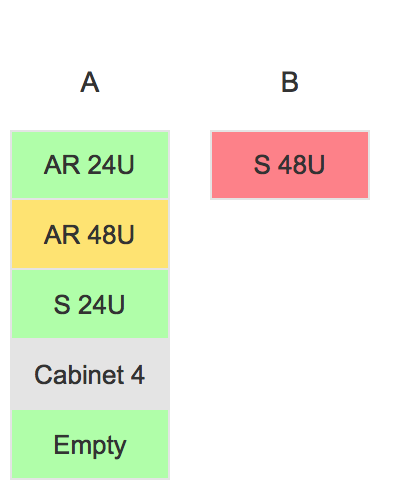 A
B
AR 24U
S 48U
AR 48U
S 24U
Cabinet 4
Empty